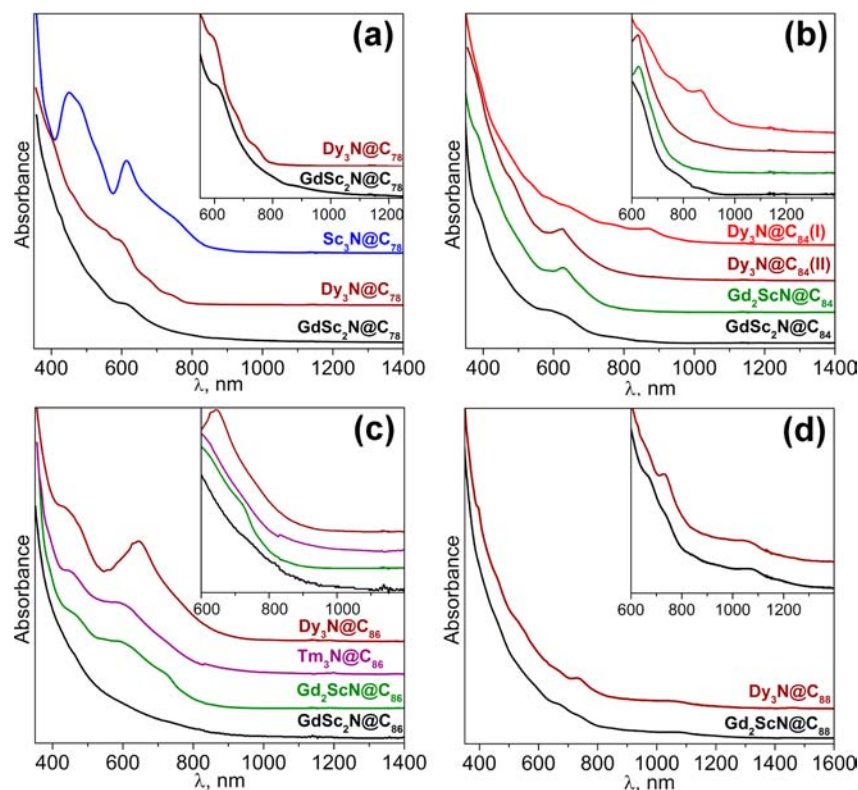 (a)
Absorbance
600 800 1000 1200
Dy₃N@C₇₈
GdSc₂N@C₇₈
Sc₃N@C₇₈
Dy₃N@C₇₈
GdSc₂N@C₇₈
400 600 800 1000 1200 1400
λ, nm
(b)
Absorbance
600 800 1000 1200
Dy₃N@C₈₄(I)
Dy₃N@C₈₄(II)
Gd₂ScN@C₈₄
GdSc₂N@C₈₄
400 600 800 1000 1200 1400
λ, nm
(c)
Absorbance
600 800 1000
Dy₃N@C₈₆
Tm₃N@C₈₆
Gd₂ScN@C₈₆
GdSc₂N@C₈₆
400 600 800 1000 1200 1400
λ, nm
(d)
Absorbance
600 800 1000 1200
Dy₃N@C₈₈
Gd₂ScN@C₈₈
400 600 800 1000 1200 1400 1600
λ, nm